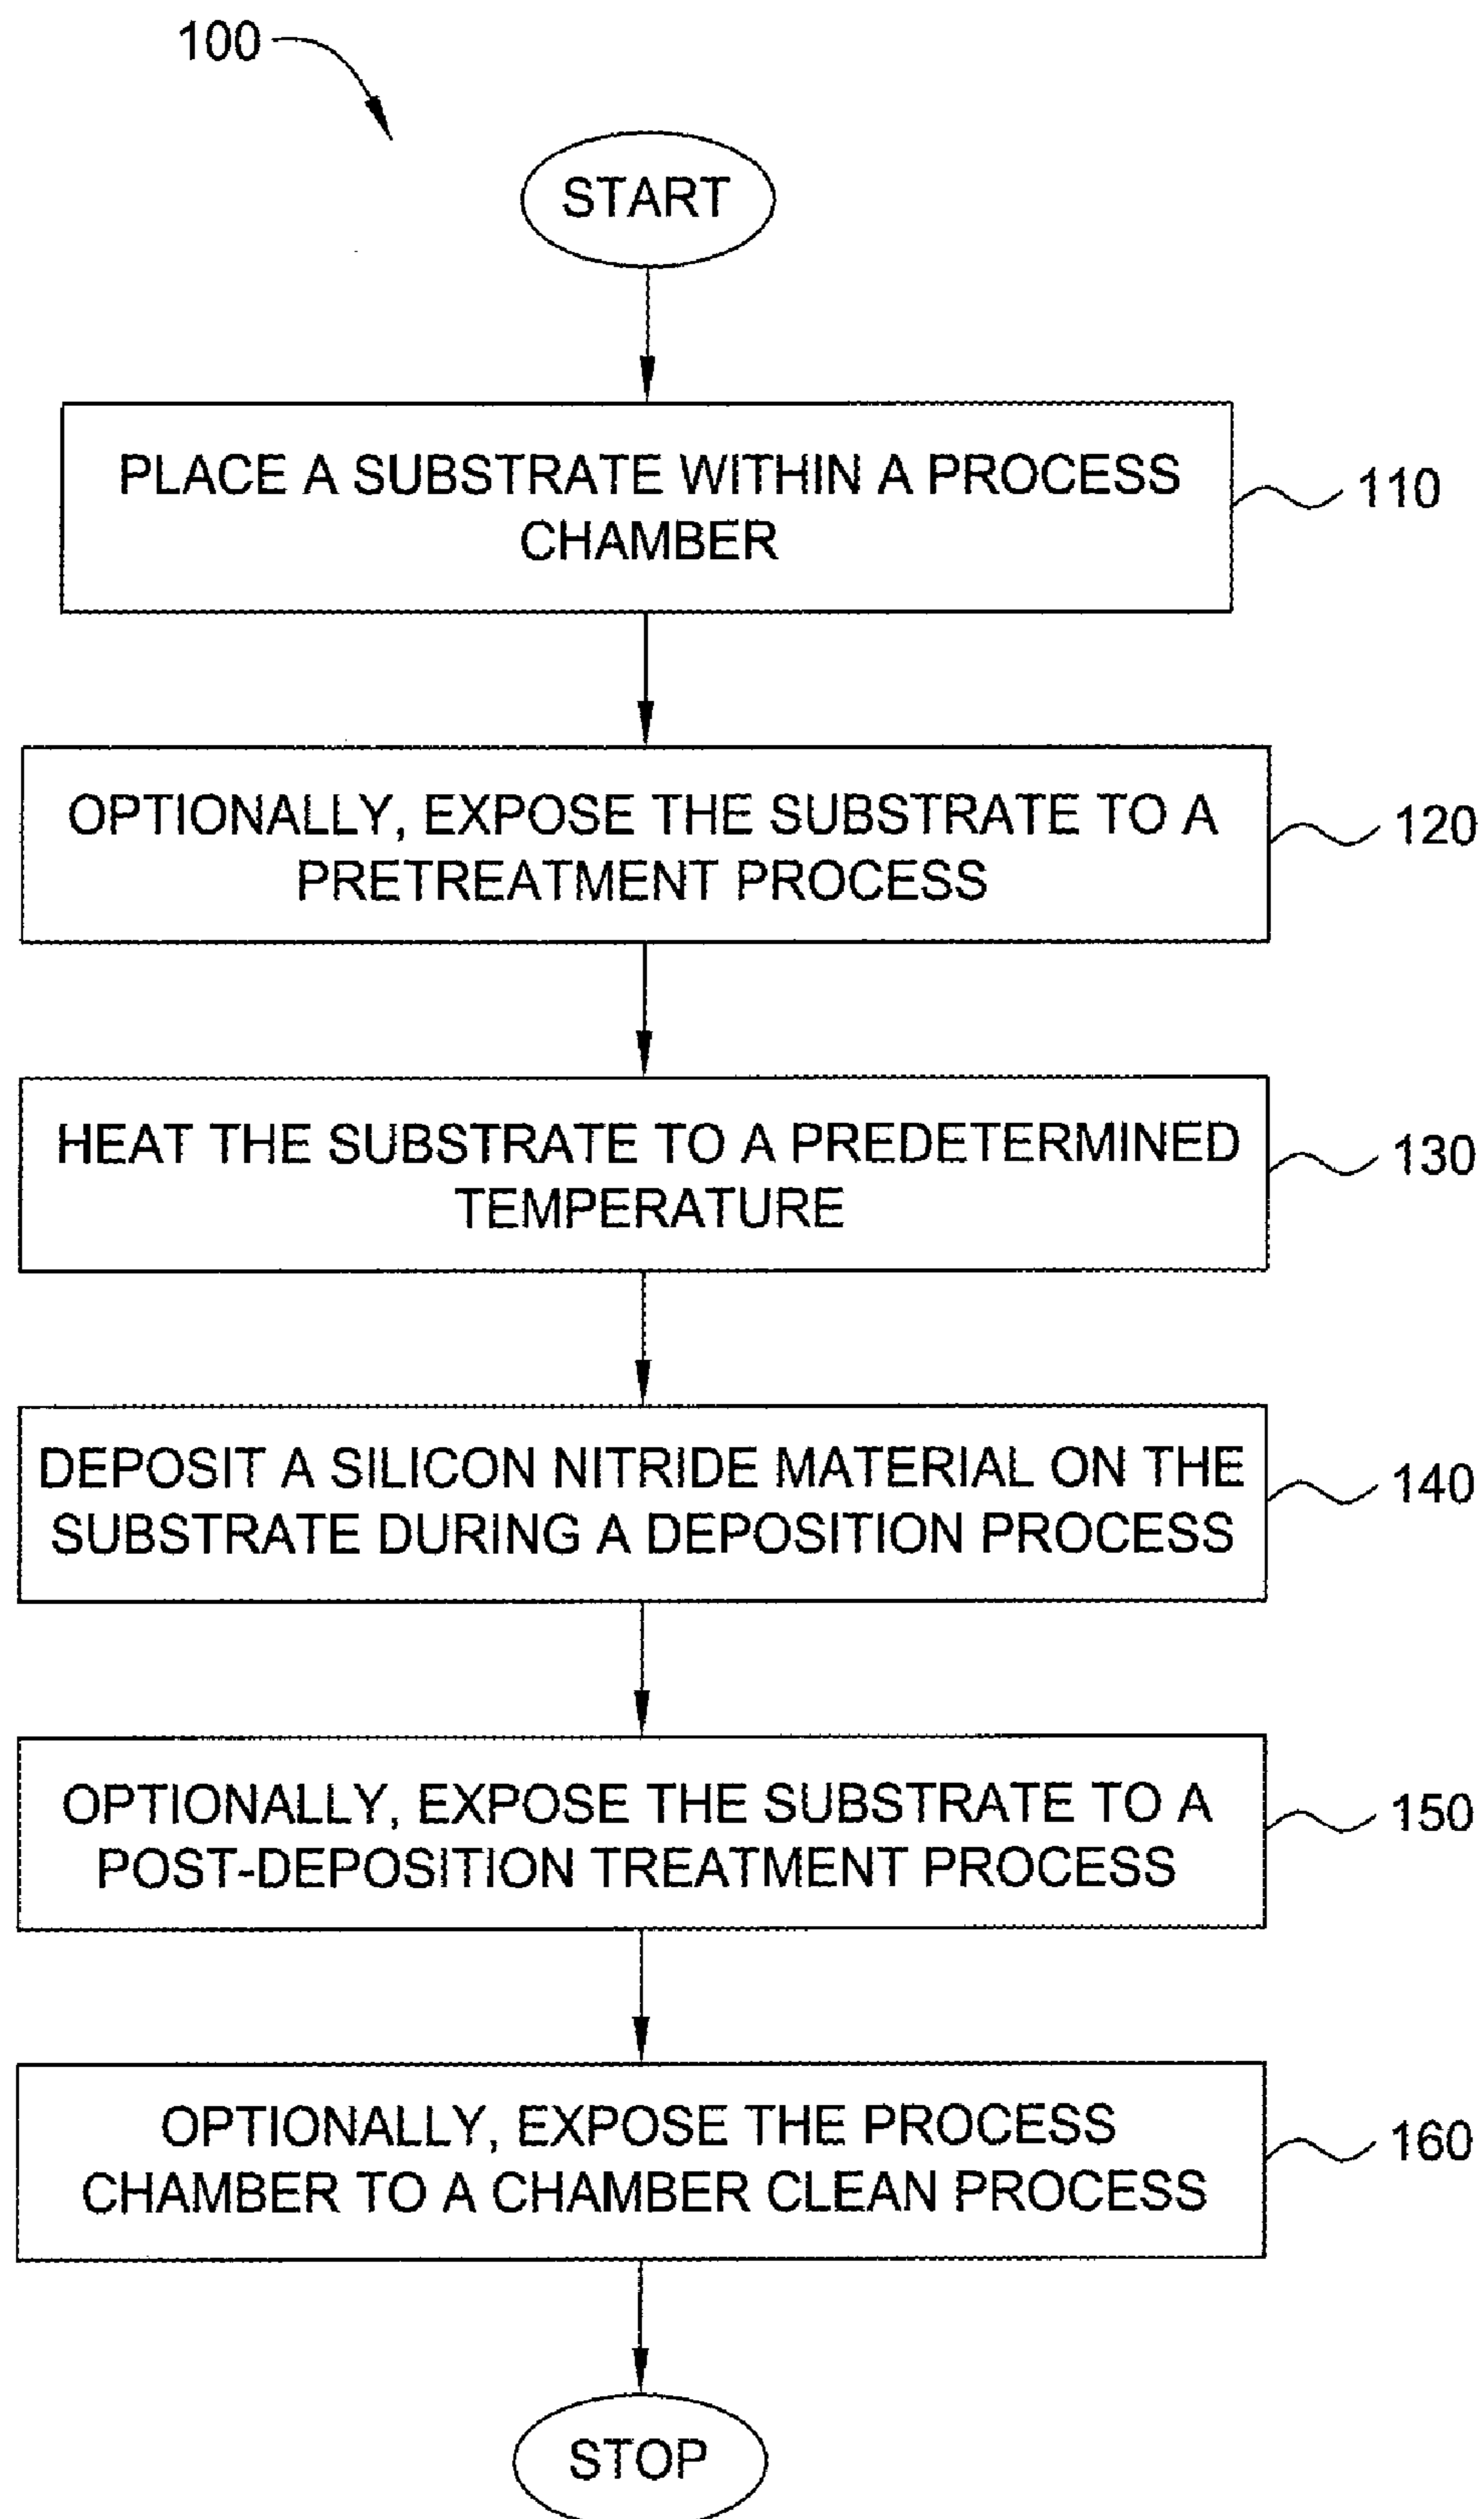 100
START
PLACE A SUBSTRATE WITHIN A PROCESS
CHAMBER
110
OPTIONALLY, EXPOSE THE SUBSTRATE TO A
PRETREATMENT PROCESS
120
HEAT THE SUBSTRATE TO A PREDETERMINED
TEMPERATURE
130
DEPOSIT A SILICON NITRIDE MATERIAL ON THE
SUBSTRATE DURING A DEPOSITION PROCESS
140
OPTIONALLY, EXPOSE THE SUBSTRATE TO A
POST-DEPOSITION TREATMENT PROCESS
150
OPTIONALLY, EXPOSE THE PROCESS
CHAMBER TO A CHAMBER CLEAN PROCESS
160
STOP